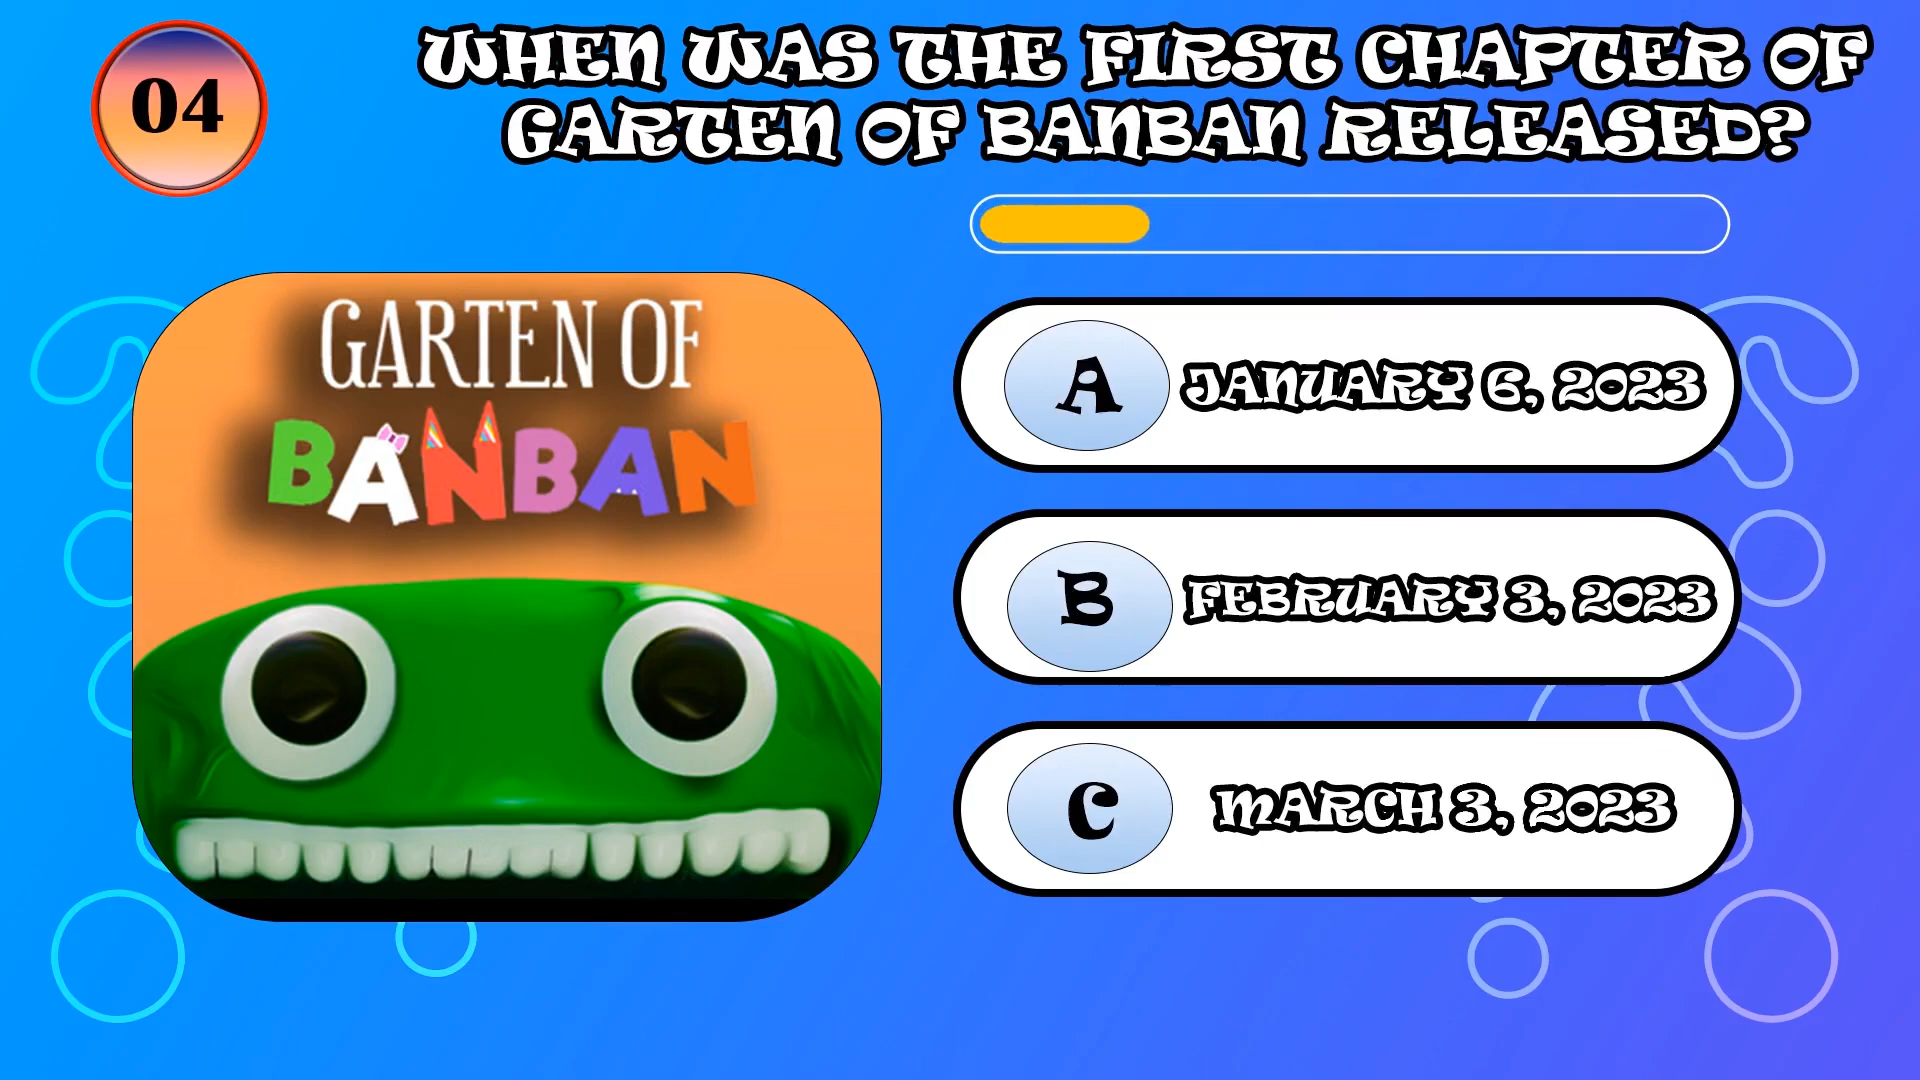 04
WHEN WAS THE FIRST CHAPTER OF
GARTEN OF BANBAN RELEASED?
GARTEN OF
BANBAN
A JANUARY 6, 2023
B FEBRUARY 3, 2023
C MARCH 3, 2023